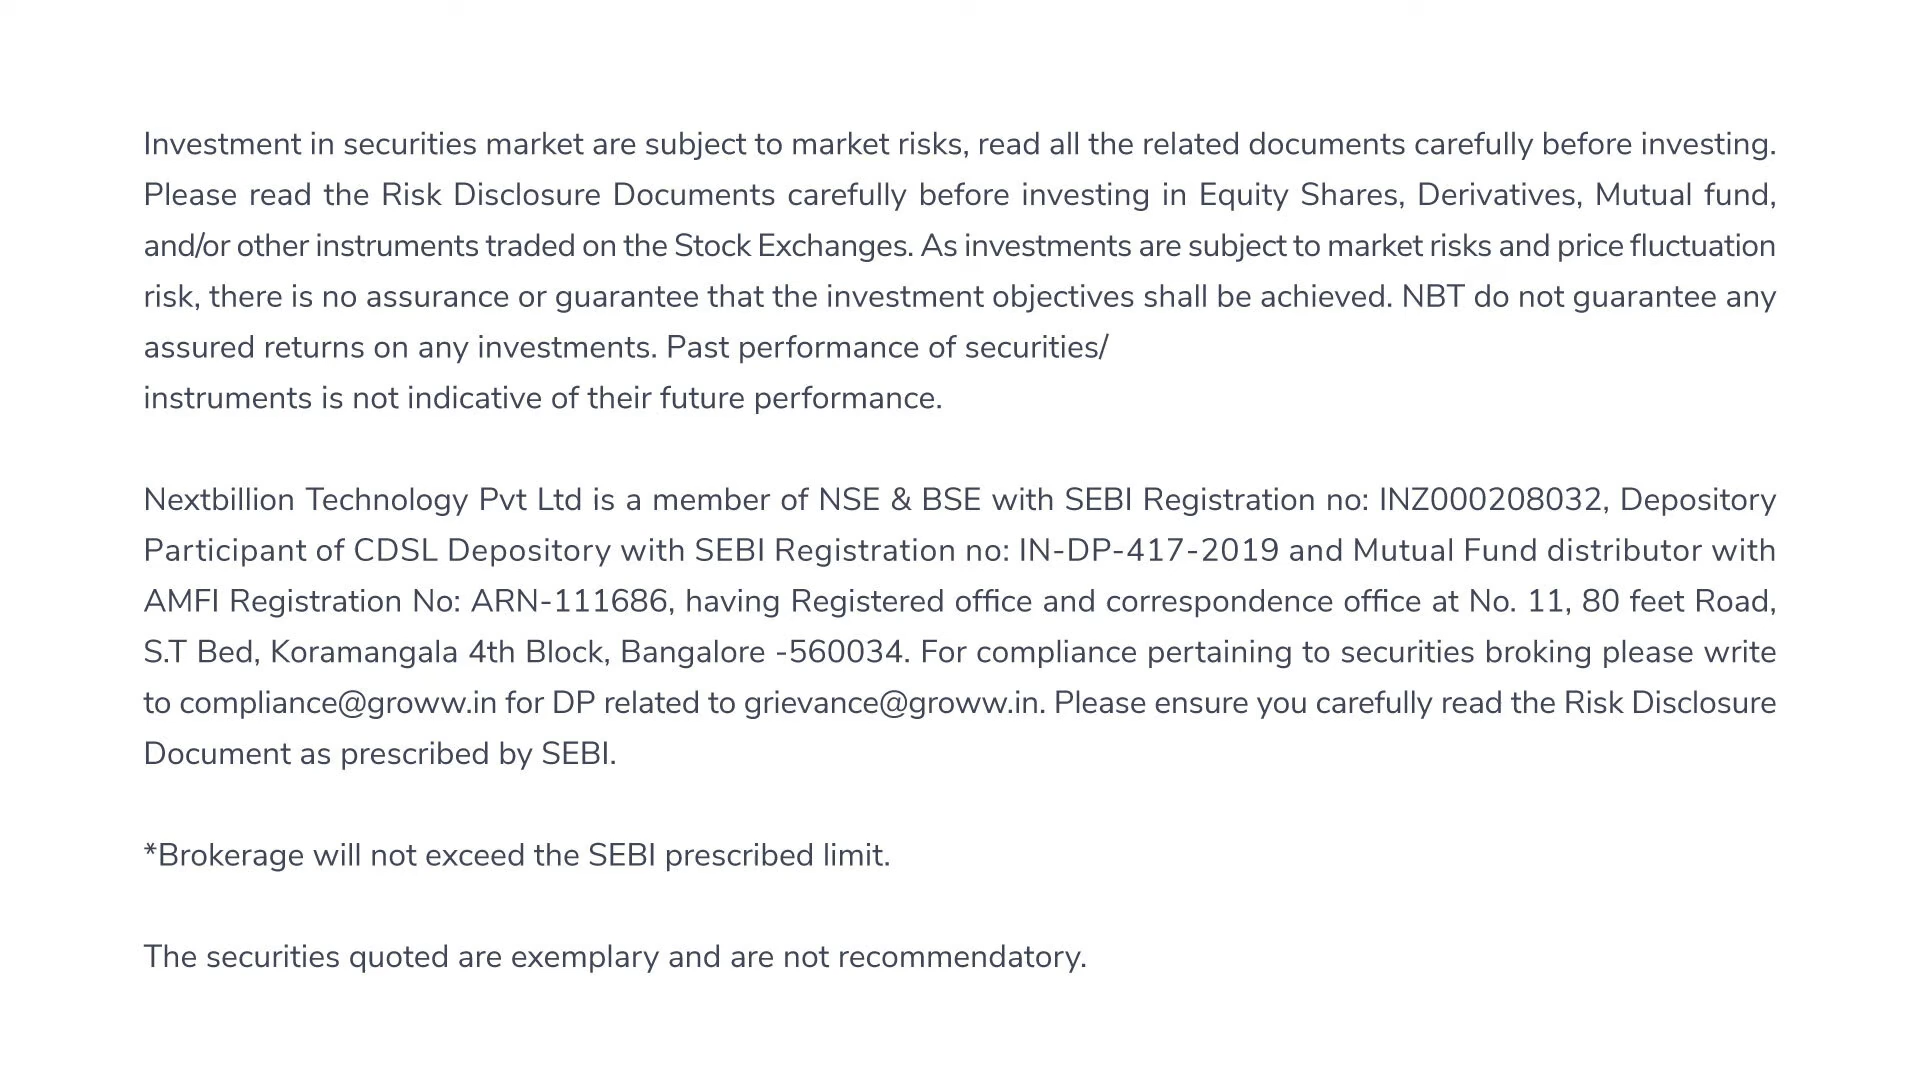 Investment in securities market are subject to market risks, read all the related documents carefully before investing.
Please read the Risk Disclosure Documents carefully before investing in Equity Shares, Derivatives, Mutual fund,
and/or other instruments traded on the Stock Exchanges. As investments are subject to market risks and price fluctuation
risk, there is no assurance or guarantee that the investment objectives shall be achieved. NBT do not guarantee any
assured returns on any investments. Past performance of securities/
instruments is not indicative of their future performance.
Nextbillion Technology Pvt Ltd is a member of NSE & BSE with SEBI Registration no: INZ000208032, Depository
Participant of CDSL Depository with SEBI Registration no: IN-DP-417-2019 and Mutual Fund distributor with
AMFI Registration No: ARN-111686, having Registered office and correspondence office at No. 11, 80 feet Road,
S.T Bed, Koramangala 4th Block, Bangalore -560034. For compliance pertaining to securities broking please write
to compliance@groww.in for DP related to grievance@groww.in. Please ensure you carefully read the Risk Disclosure
Document as prescribed by SEBI.
*Brokerage will not exceed the SEBI prescribed limit.
The securities quoted are exemplary and are not recommendatory.